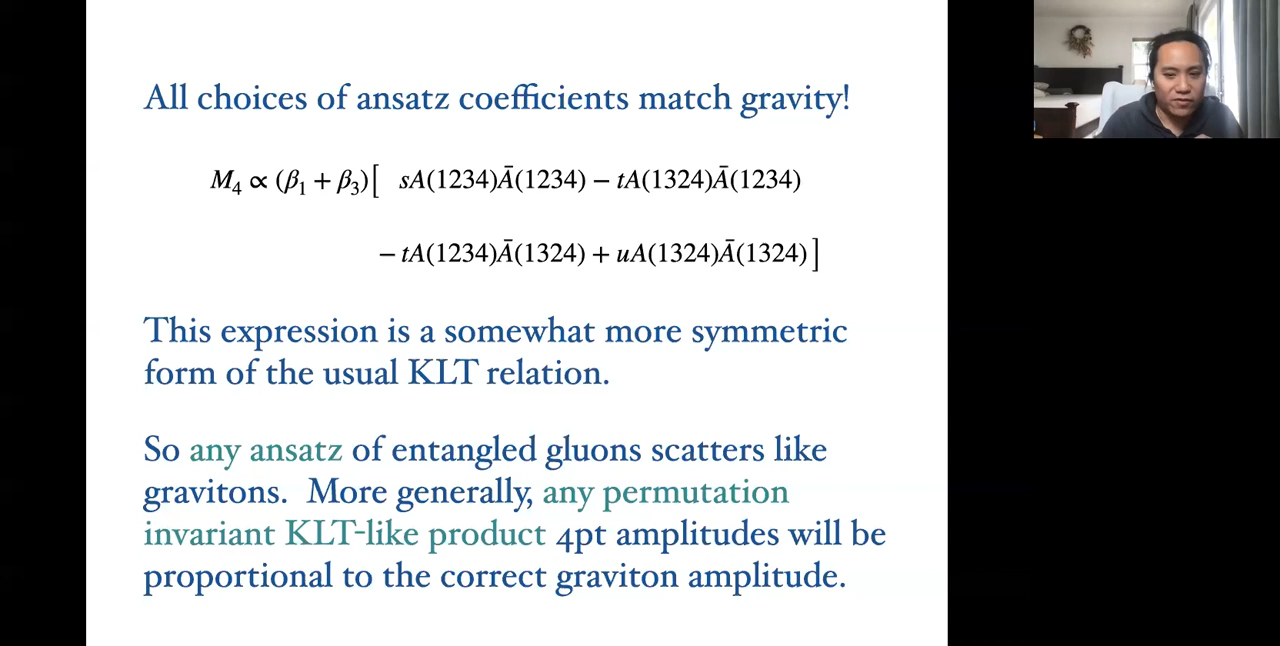 All choices of ansatz coefficients match gravity!
M₄ ∝ (β₁ + β₃)[ sA(1234)Ā(1234) − tA(1324)Ā(1234)
− tA(1234)Ā(1324) + uA(1324)Ā(1324) ]
This expression is a somewhat more symmetric
form of the usual KLT relation.
So any ansatz of entangled gluons scatters like
gravitons. More generally, any permutation
invariant KLT-like product 4pt amplitudes will be
proportional to the correct graviton amplitude.